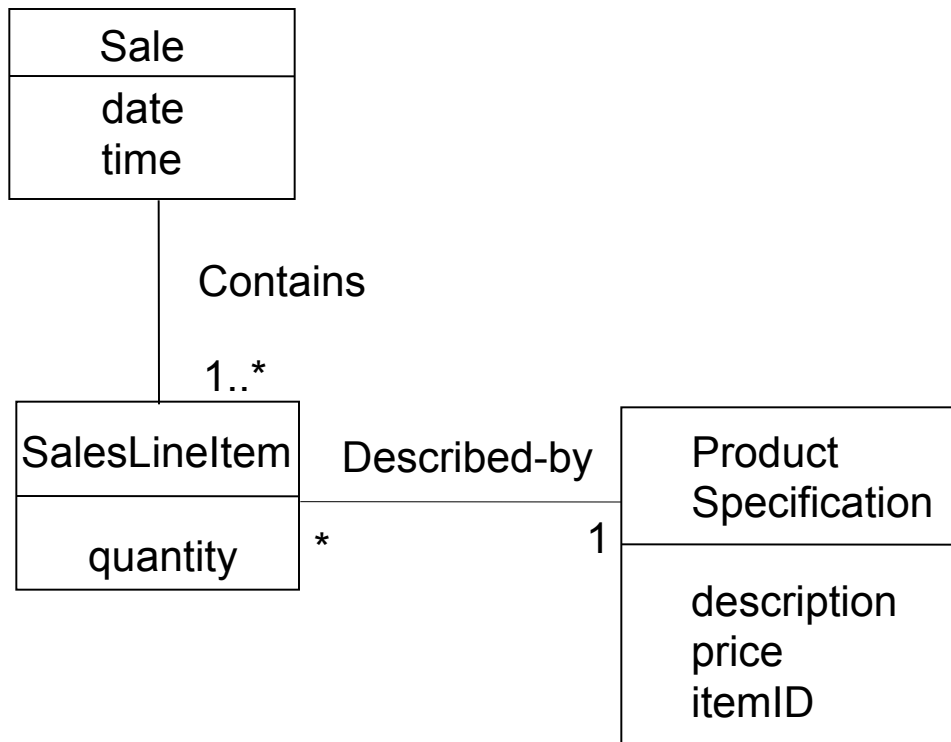 Sale
date
time
Contains
1..*
SalesLineItem
quantity
Described-by
*
1
Product
Specification
description
price
itemID